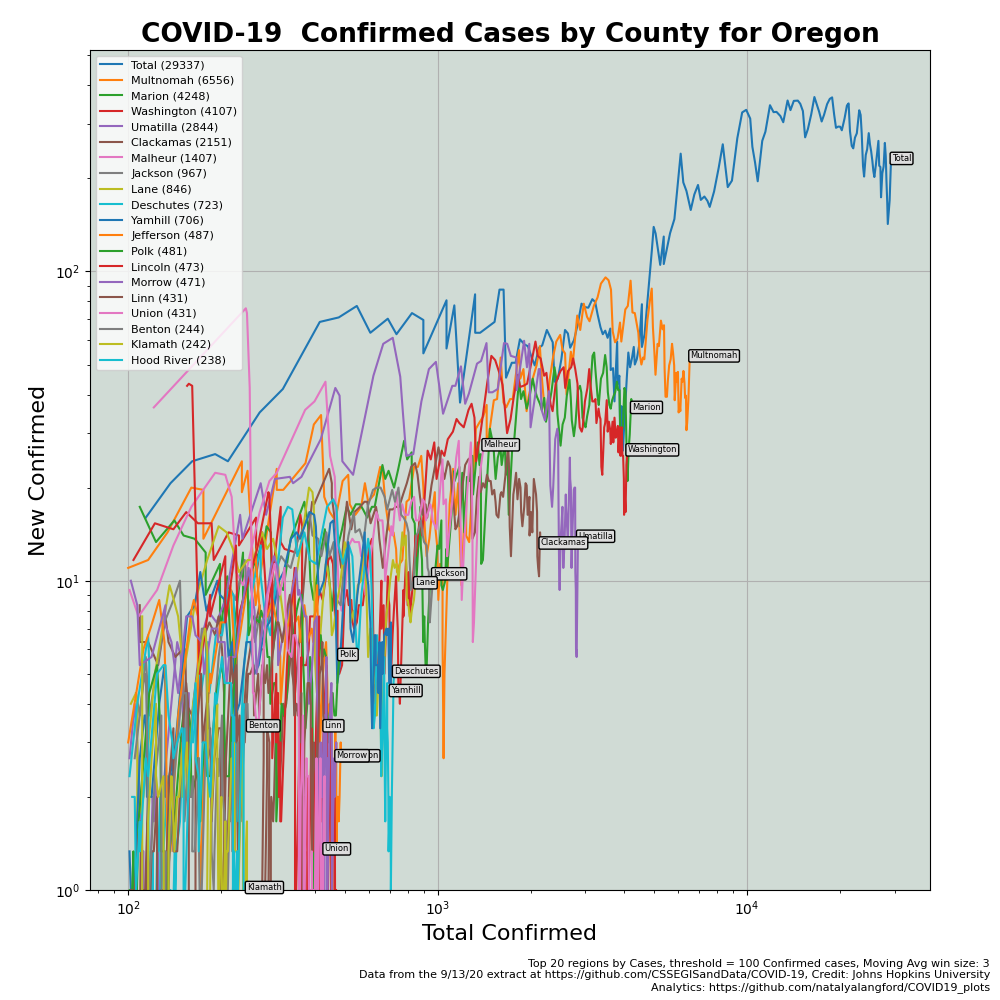 COVID-19  Confirmed Cases by County for Oregon
Total (29337)
Multnomah (6556)
Marion (4248)
Washington (4107)
Umatilla (2844)
Clackamas (2151)
Malheur (1407)
Jackson (967)
Lane (846)
Deschutes (723)
Yamhill (706)
Jefferson (487)
Polk (481)
Lincoln (473)
Morrow (471)
Linn (431)
Union (431)
Benton (244)
Klamath (242)
Hood River (238)
Total
Multnomah
Marion
Malheur
Washington
Umatilla
Clackamas
Jackson
Lane
Polk
Deschutes
Yamhill
Benton
Linn
Morrow
Union
Klamath
New Confirmed
10²
10¹
10⁰
10²
10³
10⁴
Total Confirmed
Top 20 regions by Cases, threshold = 100 Confirmed cases, Moving Avg win size: 3
Data from the 9/13/20 extract at https://github.com/CSSEGISandData/COVID-19, Credit: Johns Hopkins University
Analytics: https://github.com/natalyalangford/COVID19_plots